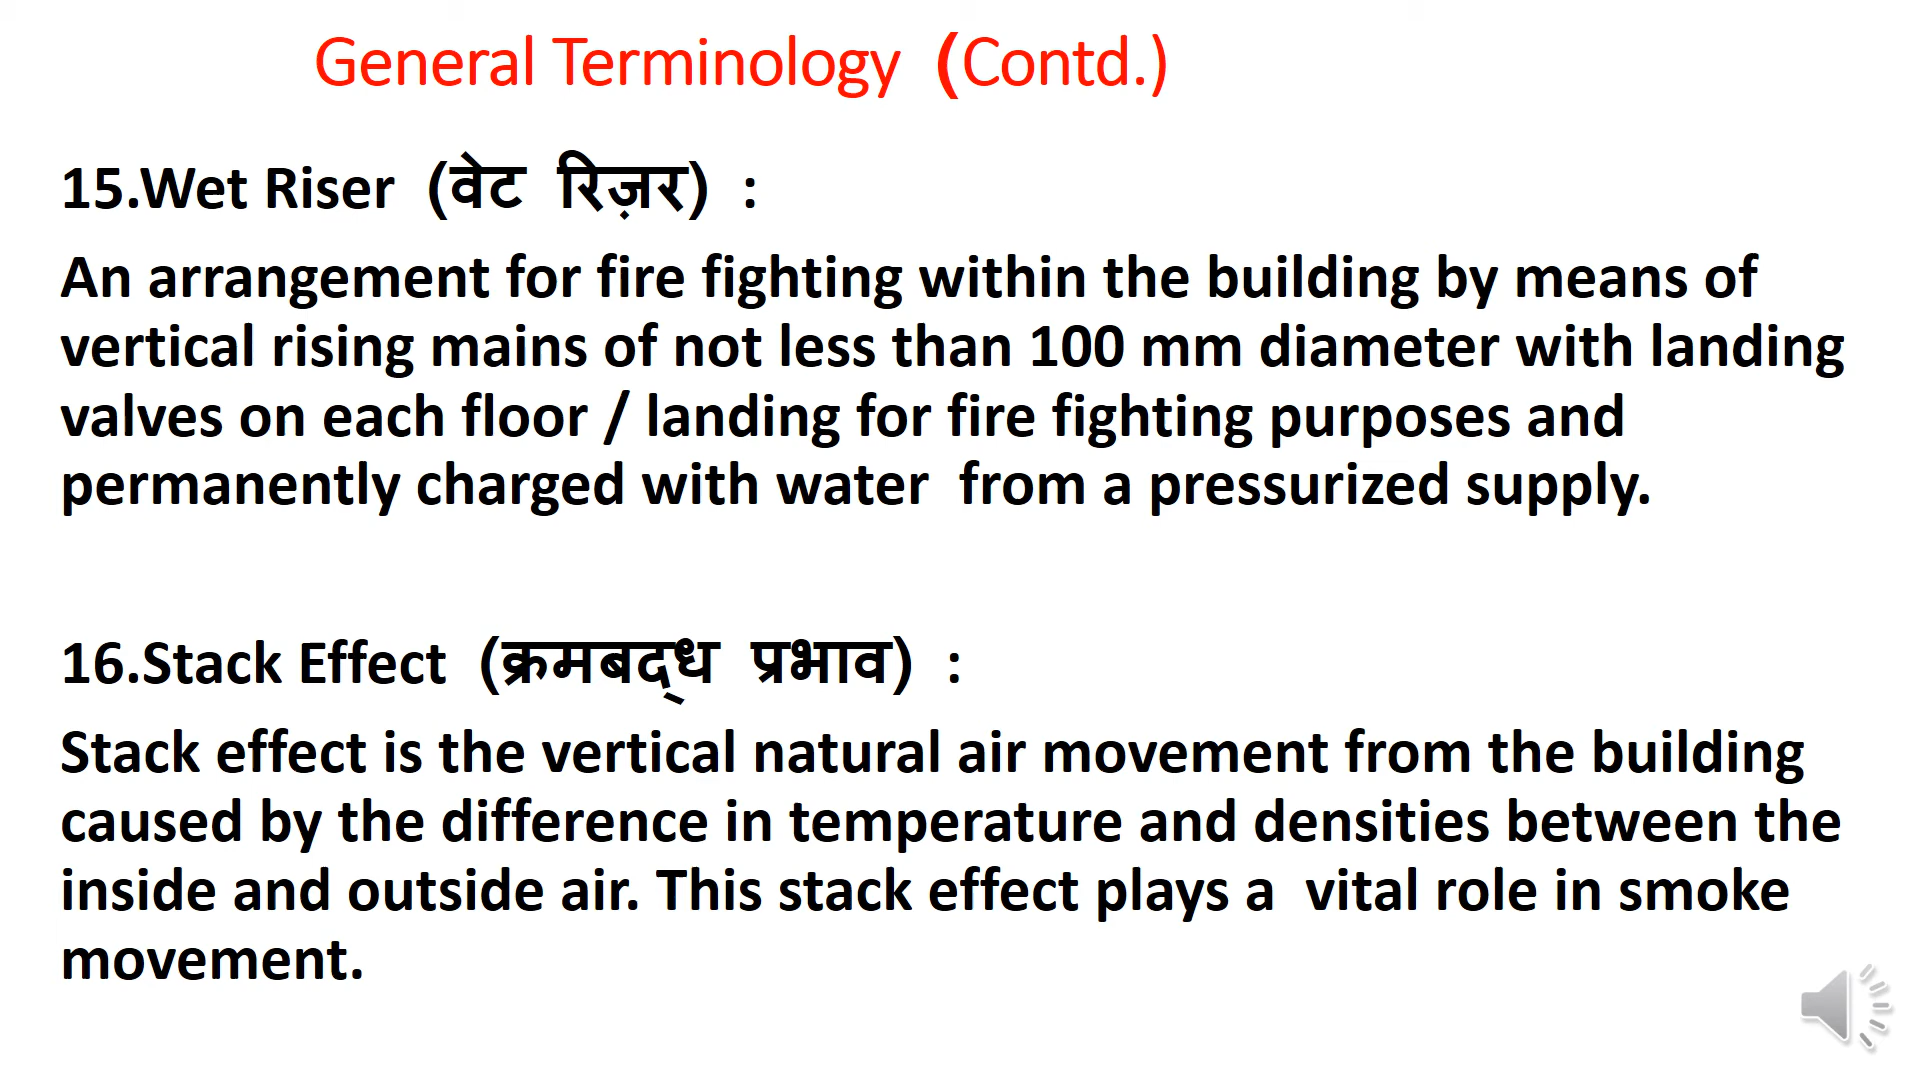 General Terminology (Contd.)
15.Wet Riser (वेट रिज़र) :
An arrangement for fire fighting within the building by means of
vertical rising mains of not less than 100 mm diameter with landing
valves on each floor / landing for fire fighting purposes and
permanently charged with water from a pressurized supply.
16.Stack Effect (क्रमबद्ध प्रभाव) :
Stack effect is the vertical natural air movement from the building
caused by the difference in temperature and densities between the
inside and outside air. This stack effect plays a vital role in smoke
movement.